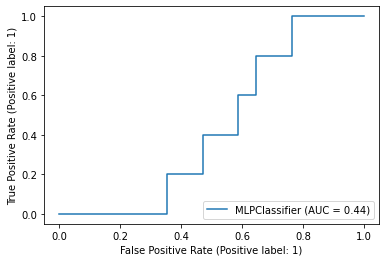 True Positive Rate (Positive label: 1)
1.0
0.8
0.6
0.4
0.2
0.0
MLPClassifier (AUC = 0.44)
0.0 0.2 0.4 0.6 0.8 1.0
False Positive Rate (Positive label: 1)